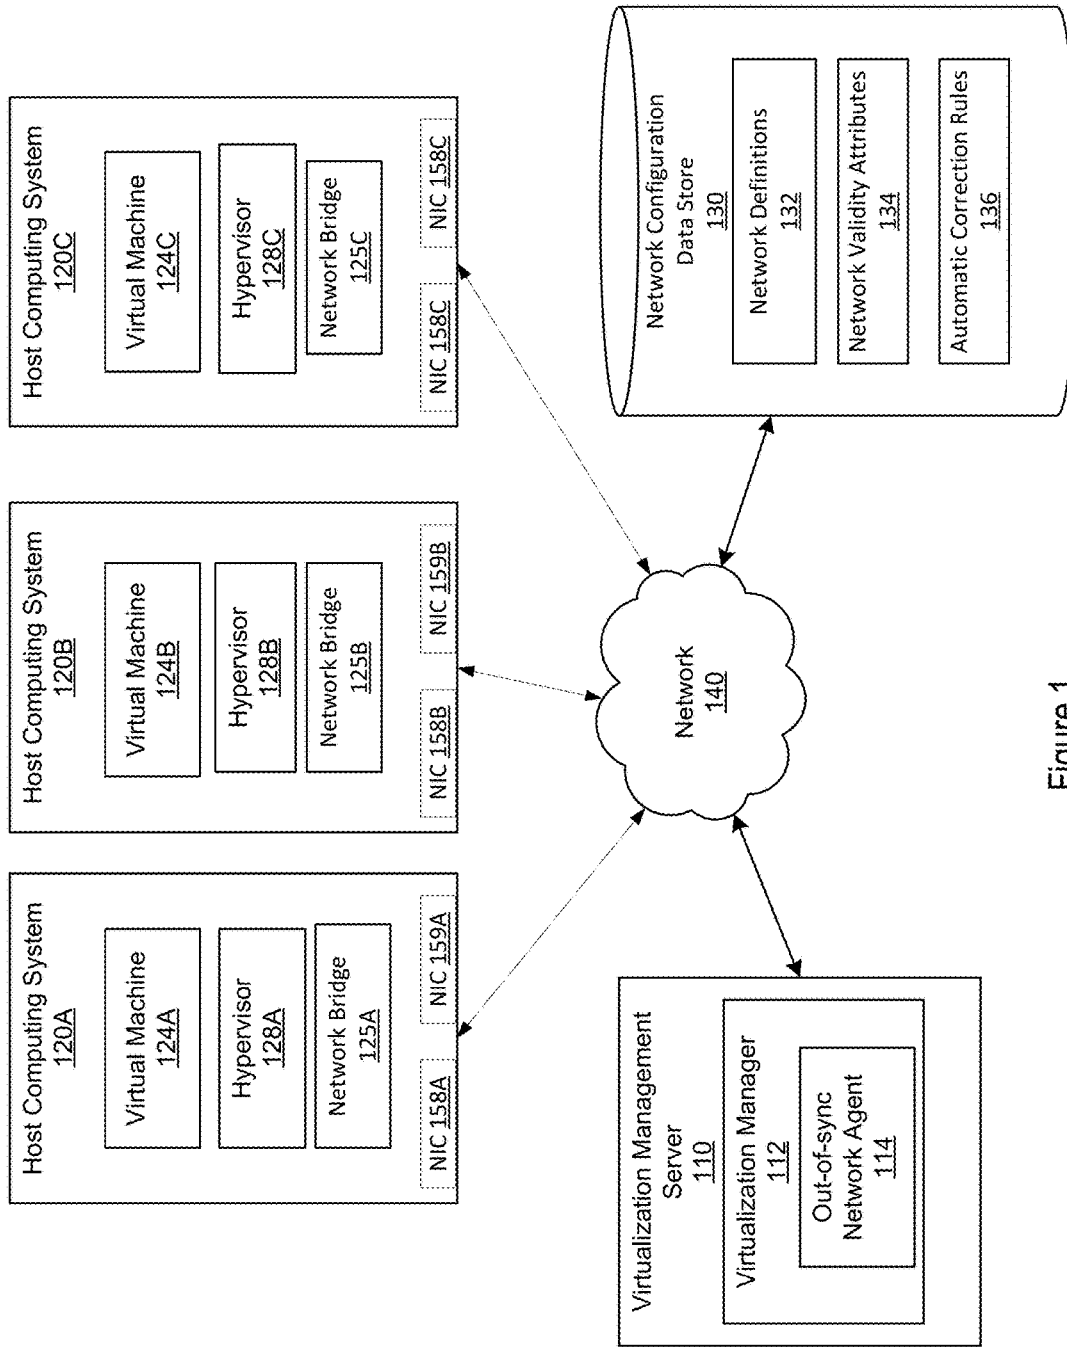 Host Computing System
120A
Virtual Machine
124A
Hypervisor
128A
Network Bridge
125A
NIC 158A
NIC 159A
Host Computing System
120B
Virtual Machine
124B
Hypervisor
128B
Network Bridge
125B
NIC 158B
NIC 159B
Host Computing System
120C
Virtual Machine
124C
Hypervisor
128C
Network Bridge
125C
NIC 158C
NIC 158C
Network
140
Virtualization Management
Server
110
Virtualization Manager
112
Out-of-sync
Network Agent
114
Network Configuration
Data Store
130
Network Definitions
132
Network Validity Attributes
134
Automatic Correction Rules
136
Figure 1